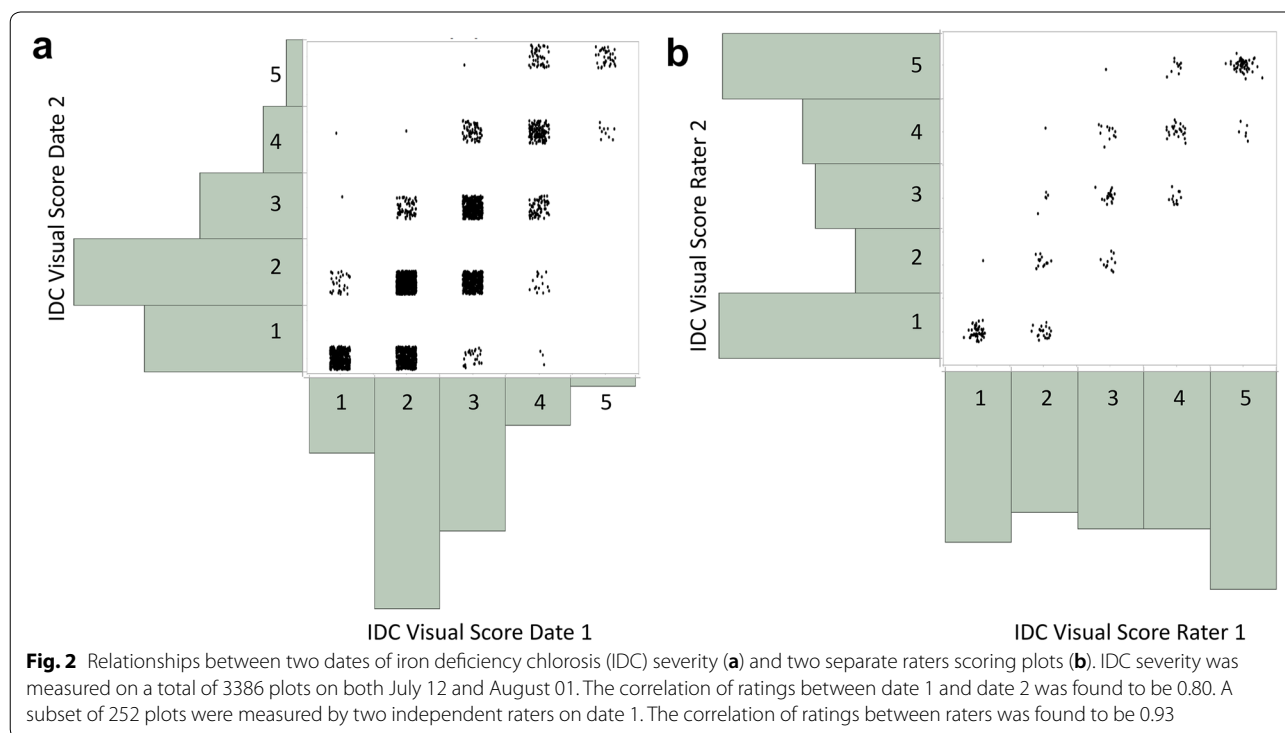 a
IDC Visual Score Date 2
5
4
3
2
1
1 2 3 4 5
IDC Visual Score Date 1
b
IDC Visual Score Rater 2
5
4
3
2
1
1 2 3 4 5
IDC Visual Score Rater 1
Fig. 2 Relationships between two dates of iron deficiency chlorosis (IDC) severity (a) and two separate raters scoring plots (b). IDC severity was
measured on a total of 3386 plots on both July 12 and August 01. The correlation of ratings between date 1 and date 2 was found to be 0.80. A
subset of 252 plots were measured by two independent raters on date 1. The correlation of ratings between raters was found to be 0.93